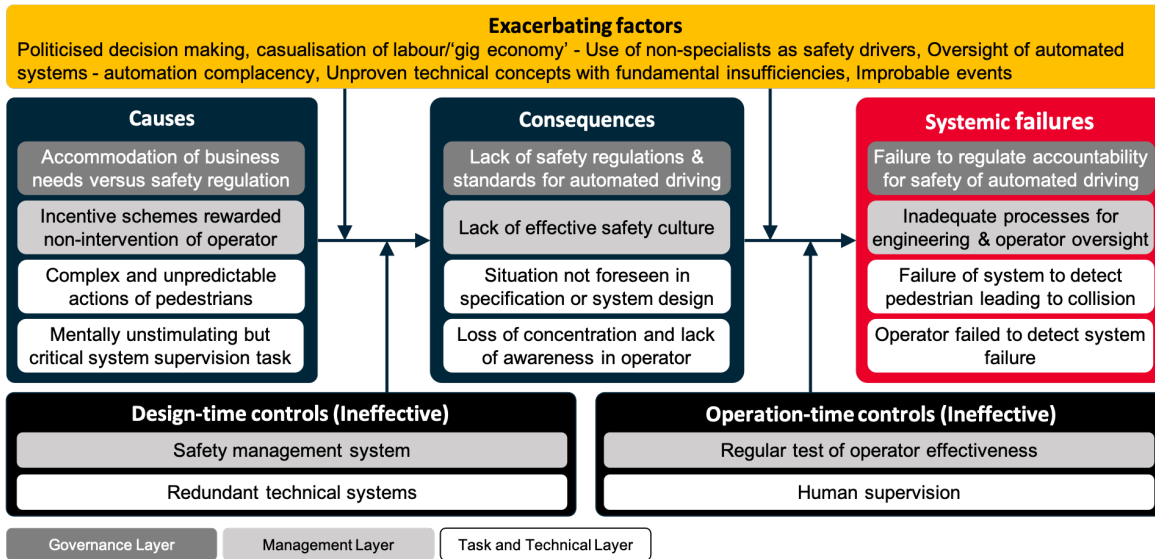 Exacerbating factors
Politicised decision making, casualisation of labour/‘gig economy’ - Use of non-specialists as safety drivers, Oversight of automated
systems - automation complacency, Unproven technical concepts with fundamental insufficiencies, Improbable events
Causes
Accommodation of business
needs versus safety regulation
Incentive schemes rewarded
non-intervention of operator
Complex and unpredictable
actions of pedestrians
Mentally unstimulating but
critical system supervision task
Consequences
Lack of safety regulations &
standards for automated driving
Lack of effective safety culture
Situation not foreseen in
specification or system design
Loss of concentration and lack
of awareness in operator
Systemic failures
Failure to regulate accountability
for safety of automated driving
Inadequate processes for
engineering & operator oversight
Failure of system to detect
pedestrian leading to collision
Operator failed to detect system
failure
Design-time controls (Ineffective)
Safety management system
Redundant technical systems
Operation-time controls (Ineffective)
Regular test of operator effectiveness
Human supervision
Governance Layer
Management Layer
Task and Technical Layer